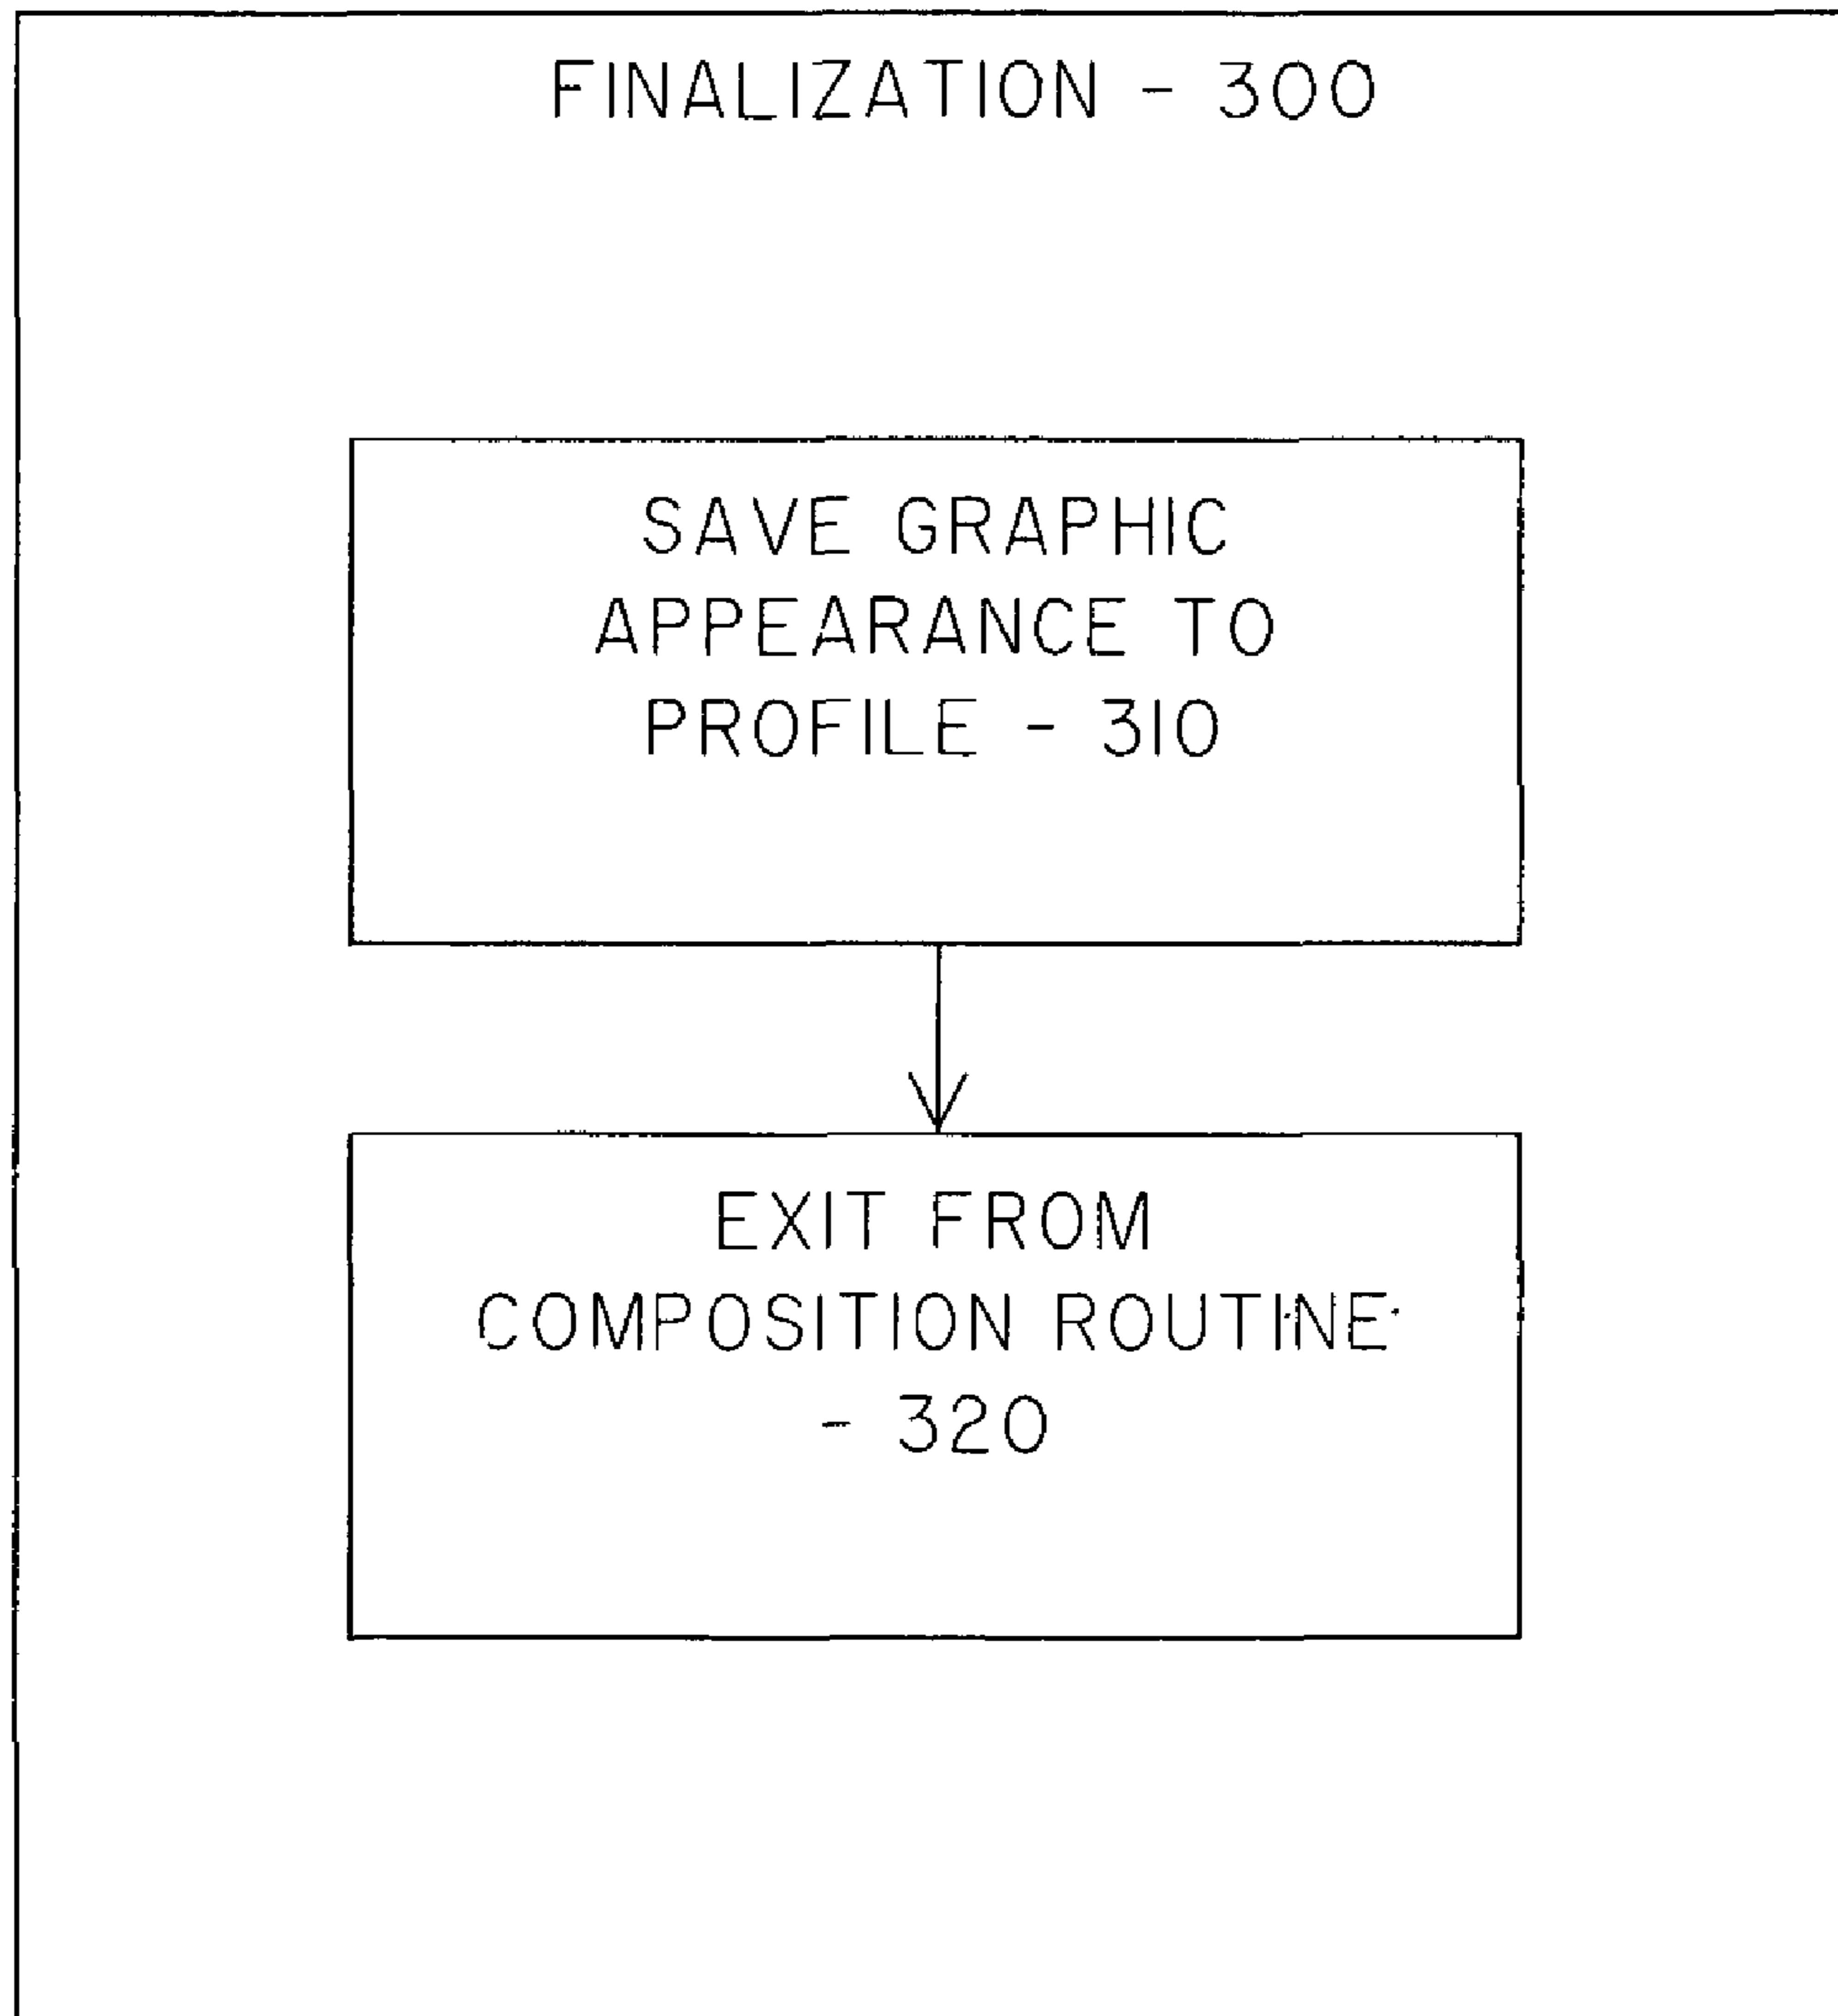 FINALIZATION - 300
SAVE GRAPHIC
APPEARANCE TO
PROFILE - 310
EXIT FROM
COMPOSITION ROUTINE
- 320